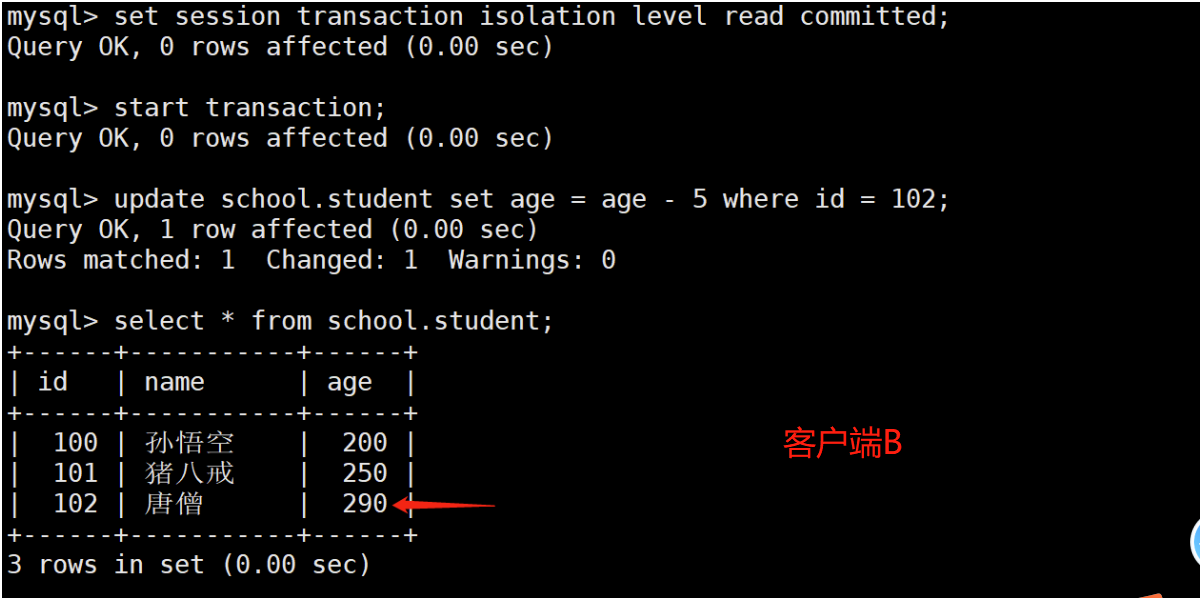 mysql> set session transaction isolation level read committed;
Query OK, 0 rows affected (0.00 sec)
mysql> start transaction;
Query OK, 0 rows affected (0.00 sec)
mysql> update school.student set age = age - 5 where id = 102;
Query OK, 1 row affected (0.00 sec)
Rows matched: 1  Changed: 1  Warnings: 0
mysql> select * from school.student;
+------+-----------+------+
| id   | name      | age  |
+------+-----------+------+
|  100 | 孙悟空    |  200 |
|  101 | 猪八戒    |  250 |
|  102 | 唐僧      |  290 |
+------+-----------+------+
3 rows in set (0.00 sec)
客户端B